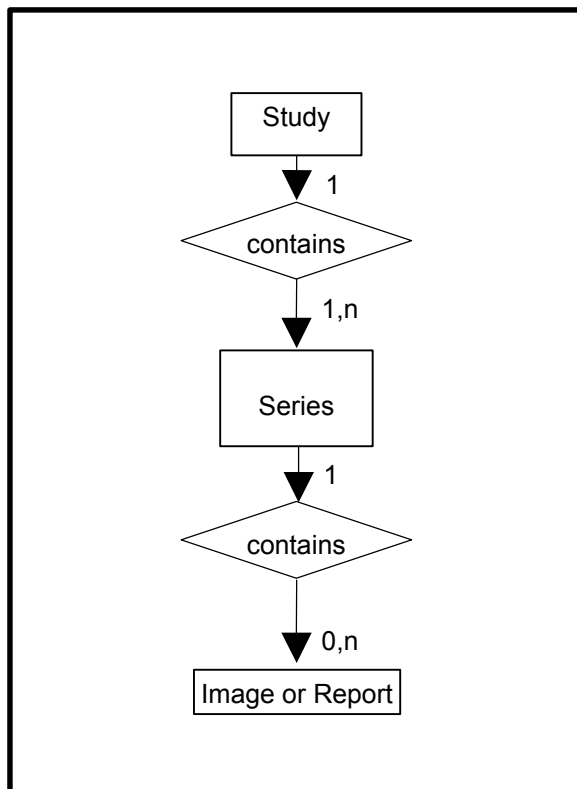 Study
1
contains
1,n
Series
1
contains
0,n
Image or Report